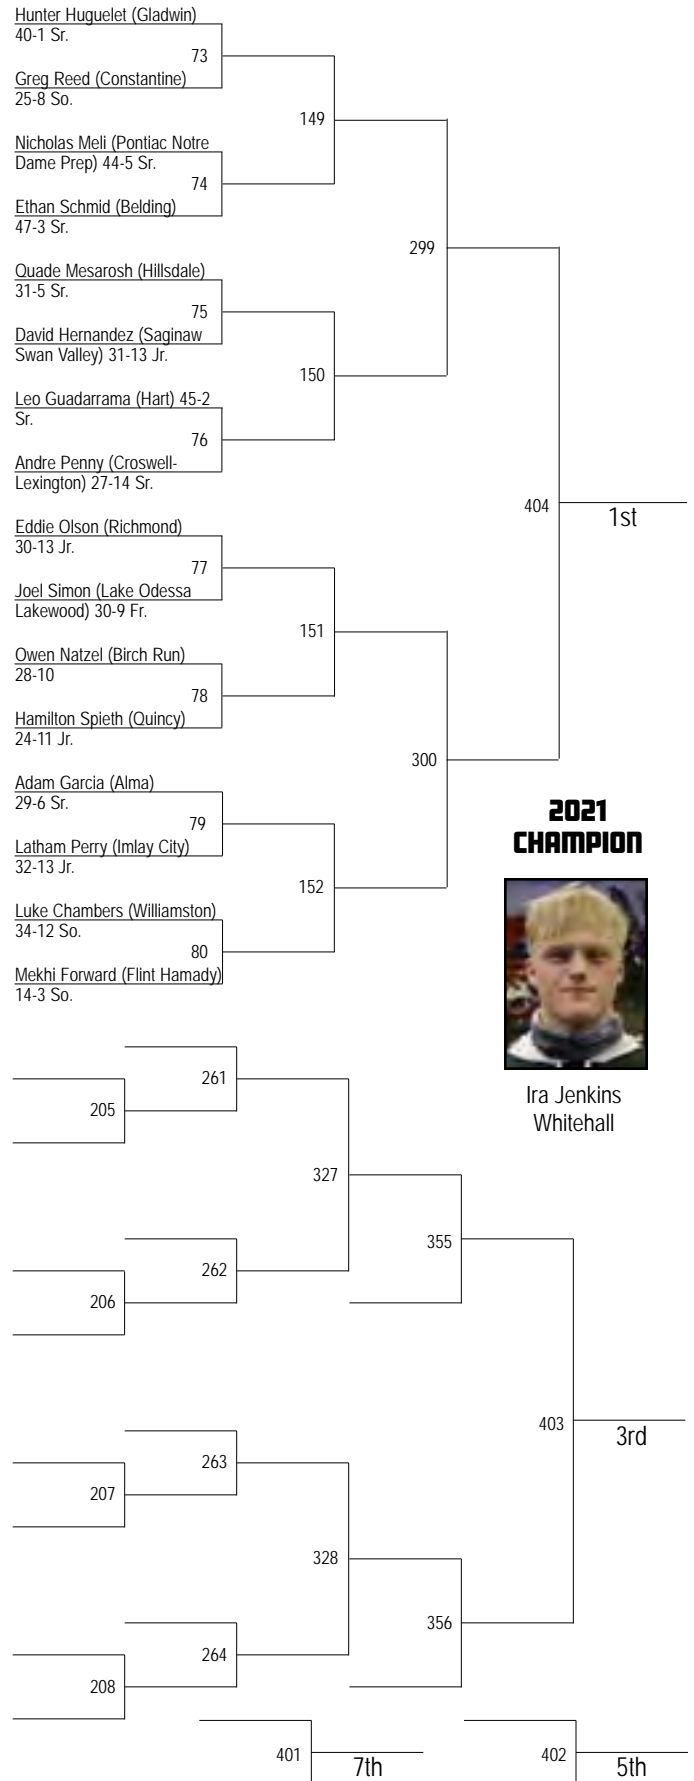 Hunter Huguelet (Gladwin)
40-1 Sr.
73
Greg Reed (Constantine)
25-8 So.
149
Nicholas Meli (Pontiac Notre
Dame Prep) 44-5 Sr.
74
Ethan Schmid (Belding)
47-3 Sr.
299
Quade Mesarosh (Hillsdale)
31-5 Sr.
75
David Hernandez (Saginaw
Swan Valley) 31-13 Jr.
150
Leo Guadarrama (Hart) 45-2
Sr.
76
Andre Penny (Croswell-
Lexington) 27-14 Sr.
404
1st
Eddie Olson (Richmond)
30-13 Jr.
77
Joel Simon (Lake Odessa
Lakewood) 30-9 Fr.
151
Owen Natzel (Birch Run)
28-10
78
Hamilton Spieth (Quincy)
24-11 Jr.
300
Adam Garcia (Alma)
29-6 Sr.
79
Latham Perry (Imlay City)
32-13 Jr.
152
Luke Chambers (Williamston)
34-12 So.
80
Mekhi Forward (Flint Hamady)
14-3 So.
2021
CHAMPION
Ira Jenkins
Whitehall
261
205
327
262
206
355
403
3rd
263
207
328
264
208
356
401
7th
402
5th